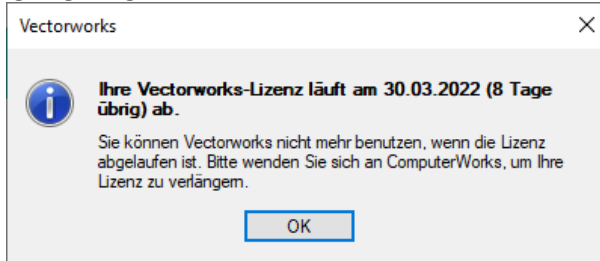 Vectorworks
Ihre Vectorworks-Lizenz läuft am 30.03.2022 (8 Tage
übrig) ab.
Sie können Vectorworks nicht mehr benutzen, wenn die Lizenz
abgelaufen ist. Bitte wenden Sie sich an ComputerWorks, um Ihre
Lizenz zu verlängern.
OK